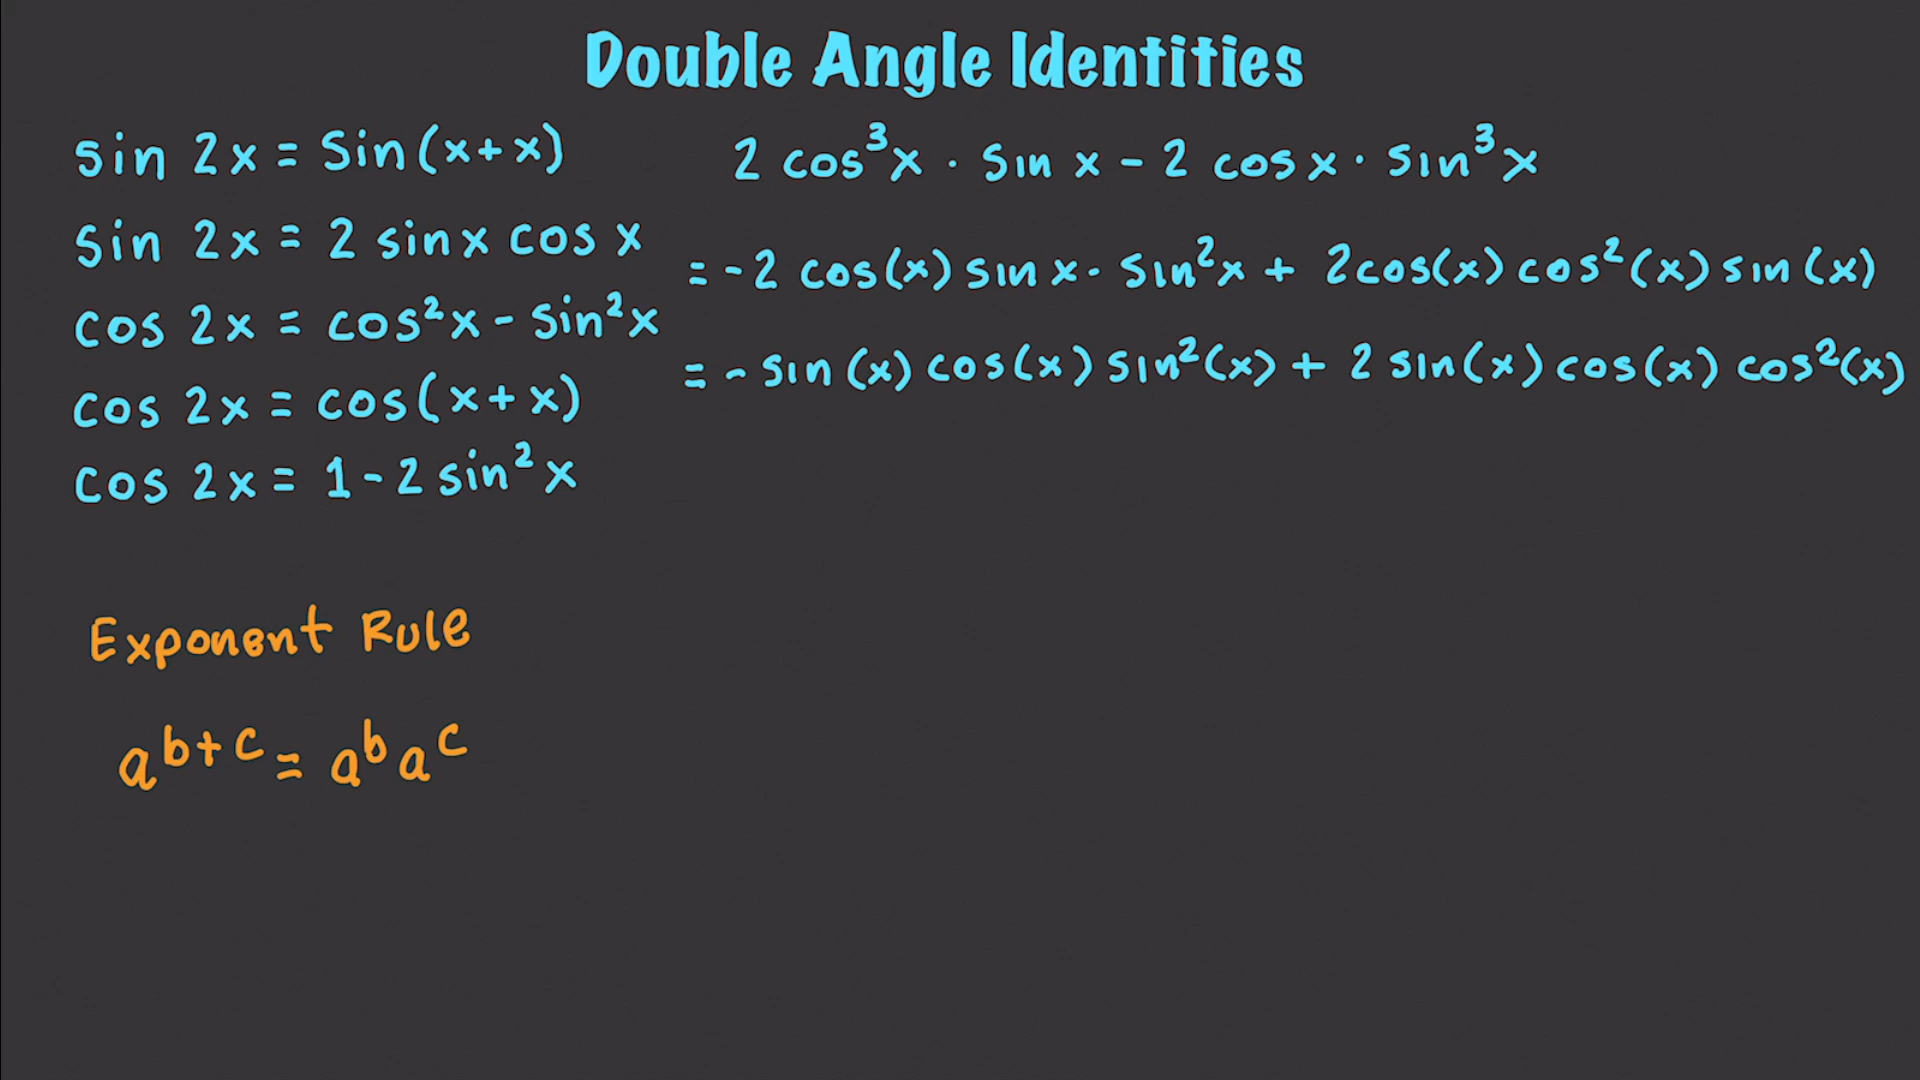 Double Angle Identities
sin 2x = Sin(x+x)
sin 2x = 2 sinx cos x
cos 2x = cos²x - sin²x
cos 2x = cos(x+x)
cos 2x = 1-2 sin²x
Exponent Rule
a^{b+c} = a^b a^c
2 cos³x · sin x - 2 cosx · sin³x
= -2 cos(x) sin x · sin²x + 2cos(x) cos²(x) sin(x)
= - sin(x) cos(x) sin²(x) + 2 sin(x) cos(x) cos²(x)